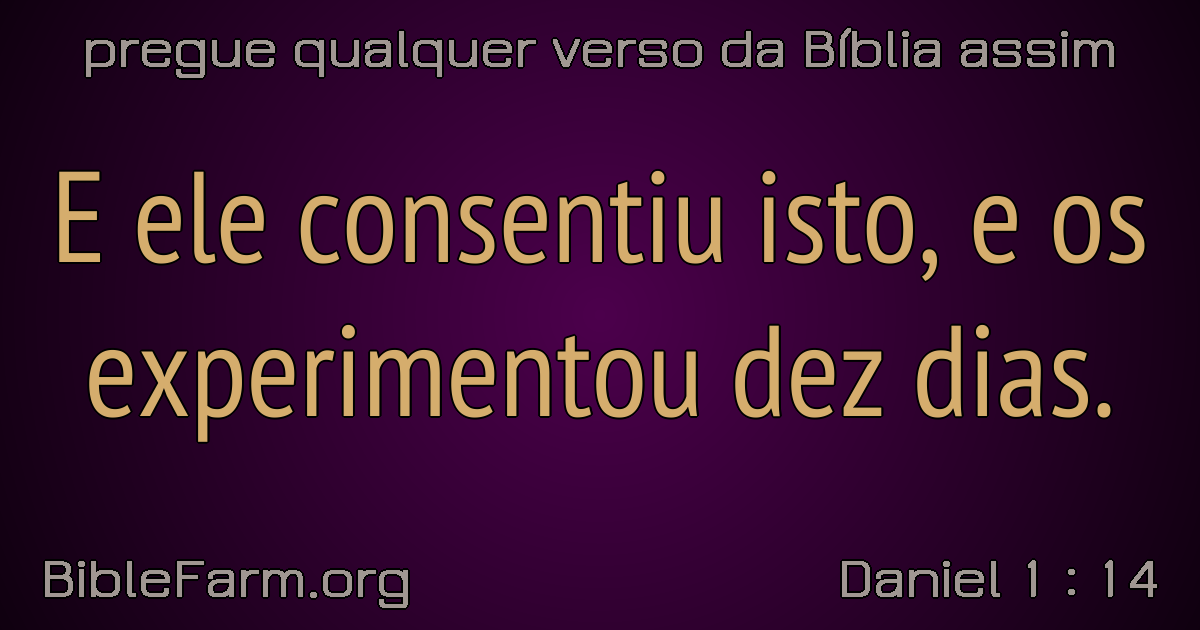 pregue qualquer verso da Bíblia assim
E ele consentiu isto, e os
experimentou dez dias.
BibleFarm.org
Daniel 1 : 14